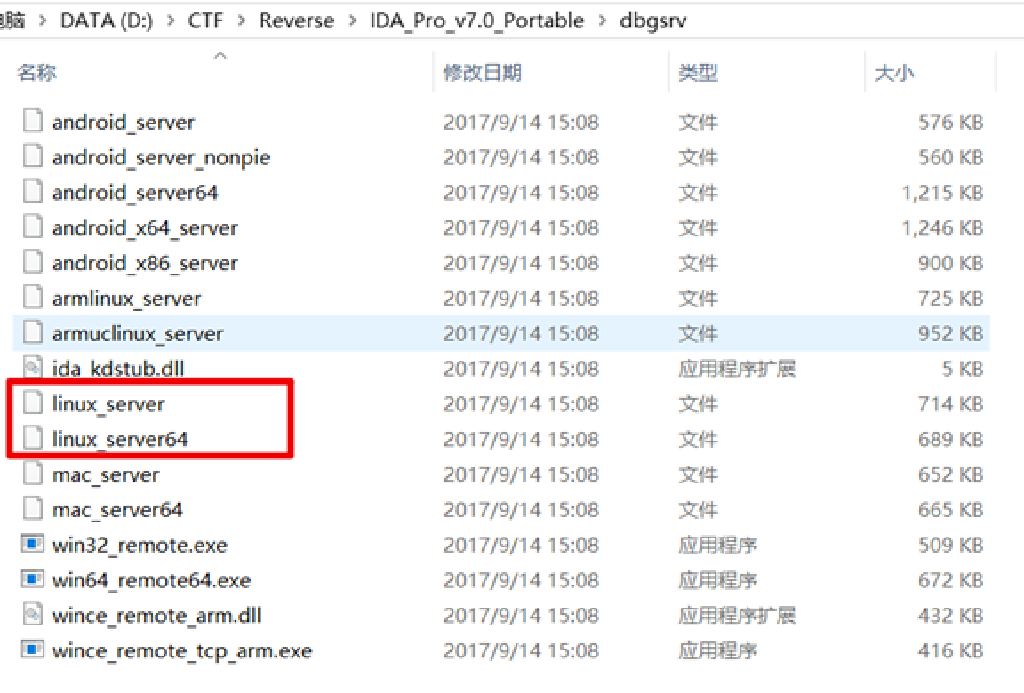 电脑 > DATA (D:) > CTF > Reverse > IDA_Pro_v7.0_Portable > dbgsrv
名称 修改日期 类型 大小
android_server 2017/9/14 15:08 文件 576 KB
android_server_nonpie 2017/9/14 15:08 文件 560 KB
android_server64 2017/9/14 15:08 文件 1,215 KB
android_x64_server 2017/9/14 15:08 文件 1,246 KB
android_x86_server 2017/9/14 15:08 文件 900 KB
armlinux_server 2017/9/14 15:08 文件 725 KB
armuclinux_server 2017/9/14 15:08 文件 952 KB
ida_kdstub.dll 2017/9/14 15:08 应用程序扩展 5 KB
linux_server 2017/9/14 15:08 文件 714 KB
linux_server64 2017/9/14 15:08 文件 689 KB
mac_server 2017/9/14 15:08 文件 652 KB
mac_server64 2017/9/14 15:08 文件 665 KB
win32_remote.exe 2017/9/14 15:08 应用程序 509 KB
win64_remote64.exe 2017/9/14 15:08 应用程序 672 KB
wince_remote_arm.dll 2017/9/14 15:08 应用程序扩展 432 KB
wince_remote_tcp_arm.exe 2017/9/14 15:08 应用程序 416 KB